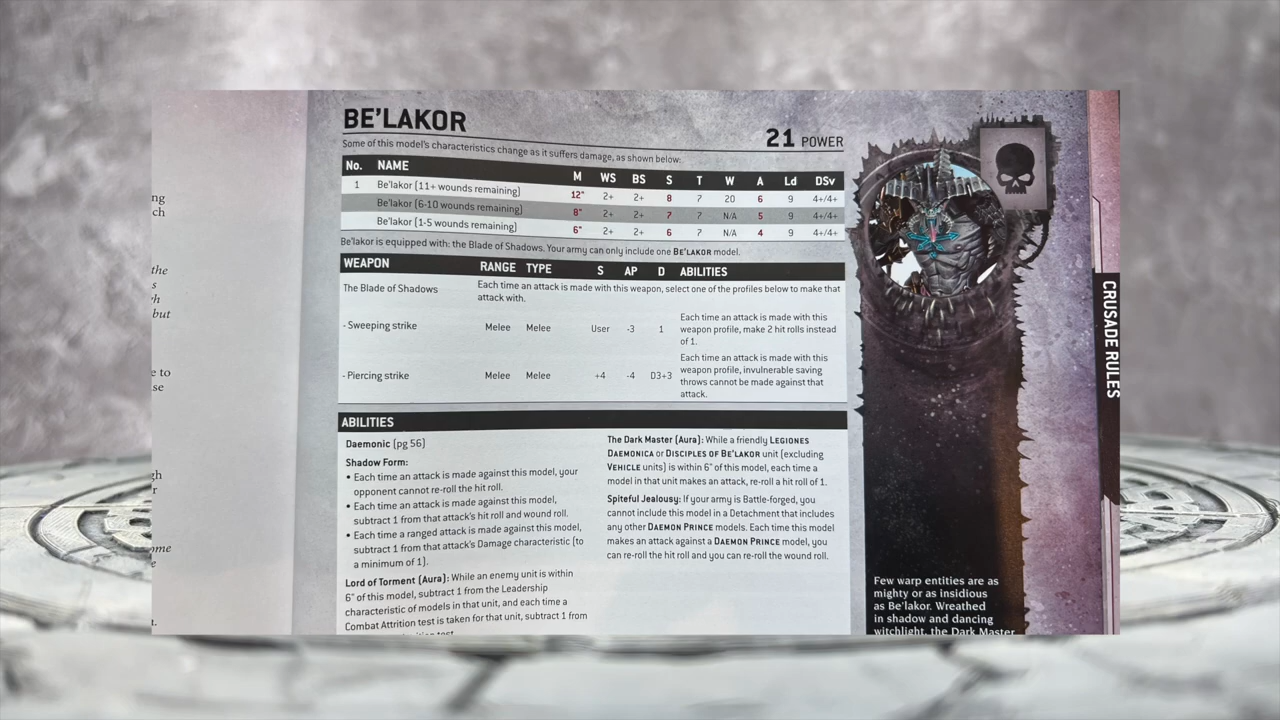 BE'LAKOR
21 POWER
Some of this model's characteristics change as it suffers damage, as shown below:
No. NAME M WS BS S T W A Ld DSv
1 Be'lakor (11+ wounds remaining) 12" 2+ 2+ 8 7 20 6 9 4+/4+
Be'lakor (6-10 wounds remaining) 8" 2+ 2+ 7 7 N/A 5 9 4+/4+
Be'lakor (1-5 wounds remaining) 6" 2+ 2+ 6 7 N/A 4 9 4+/4+
Be'lakor is equipped with: the Blade of Shadows. Your army can only include one BE'LAKOR model.
WEAPON RANGE TYPE S AP D ABILITIES
The Blade of Shadows Each time an attack is made with this weapon, select one of the profiles below to make that
attack with.
- Sweeping strike Melee Melee User -3 1 Each time an attack is made with this
weapon profile, make 2 hit rolls instead
of 1.
- Piercing strike Melee Melee +4 -4 D3+3 Each time an attack is made with this
weapon profile, invulnerable saving
throws cannot be made against that
attack.
ABILITIES
Daemonic (pg 56)
Shadow Form:
• Each time an attack is made against this model, your
opponent cannot re-roll the hit roll.
• Each time an attack is made against this model,
subtract 1 from that attack's hit roll and wound roll.
• Each time a ranged attack is made against this model,
subtract 1 from that attack's Damage characteristic (to
a minimum of 1).
Lord of Torment (Aura): While an enemy unit is within
6" of this model, subtract 1 from the Leadership
characteristic of models in that unit, and each time a
Combat Attrition test is taken for that unit, subtract 1 from
The Dark Master (Aura): While a friendly LEGIONES
DAEMONICA or DISCIPLES OF BE'LAKOR unit (excluding
VEHICLE units) is within 6" of this model, each time a
model in that unit makes an attack, re-roll a hit roll of 1.
Spiteful Jealousy: If your army is Battle-forged, you
cannot include this model in a Detachment that includes
any other DAEMON PRINCE models. Each time this model
makes an attack against a DAEMON PRINCE model, you
can re-roll the hit roll and you can re-roll the wound roll.
Few warp entities are as
mighty or as insidious
as Be'lakor. Wreathed
in shadow and dancing
witchlight, the Dark Master
CRUSADE RULES
the
but
to